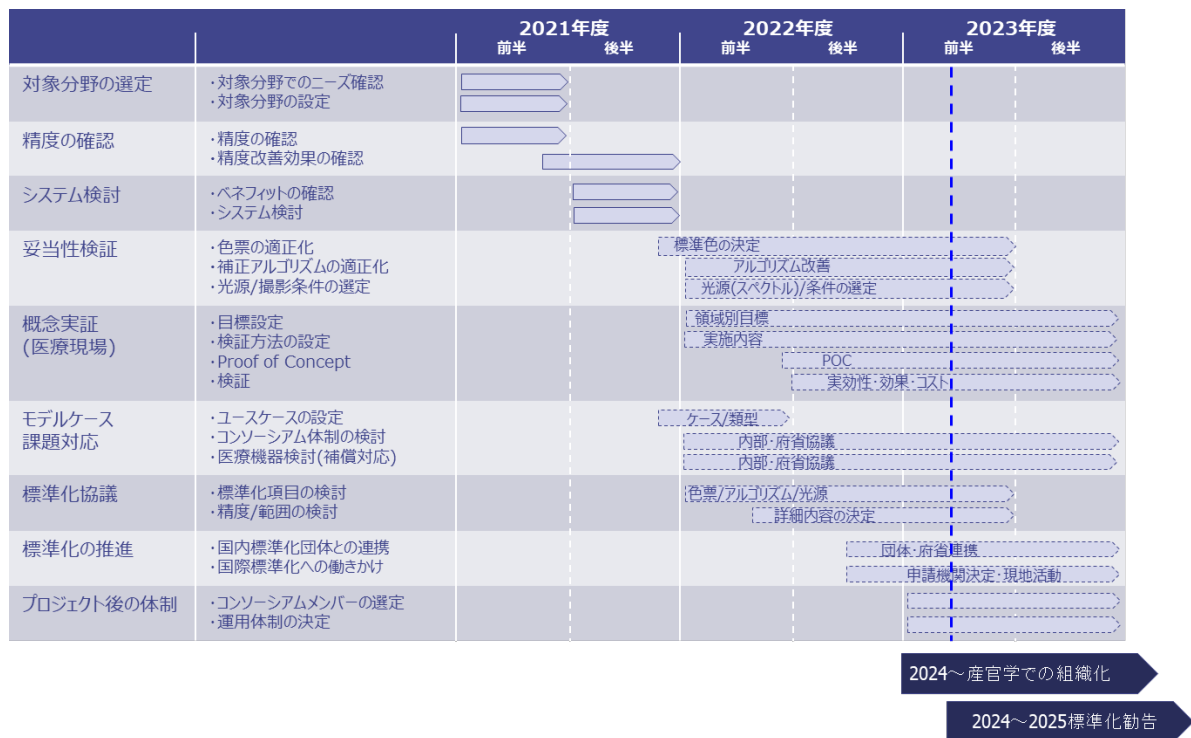 2021年度 2022年度 2023年度
前半 後半 前半 後半 前半 後半
対象分野の選定
・対象分野でのニーズ確認
・対象分野の設定
精度の確認
・精度の確認
・精度改善効果の確認
システム検討
・ベネフィットの確認
・システム検討
妥当性検証
・色票の適正化
・補正アルゴリズムの適正化
・光源/撮影条件の選定
標準色の決定
アルゴリズム改善
光源(スペクトル)/条件の選定
概念実証
(医療現場)
・目標設定
・検証方法の設定
・Proof of Concept
・検証
領域別目標
実施内容
POC
実効性・効果・コスト
モデルケース
課題対応
・ユースケースの設定
・コンソーシアム体制の検討
・医療機器検討(補償対応)
ケース/類型
内部・府省協議
内部・府省協議
標準化協議
・標準化項目の検討
・精度/範囲の検討
色票/アルゴリズム/光源
詳細内容の決定
標準化の推進
・国内標準化団体との連携
・国際標準化への働きかけ
団体・府省連携
申請機関決定・現地活動
プロジェクト後の体制
・コンソーシアムメンバーの選定
・運用体制の決定
2024～産官学での組織化
2024～2025標準化勧告